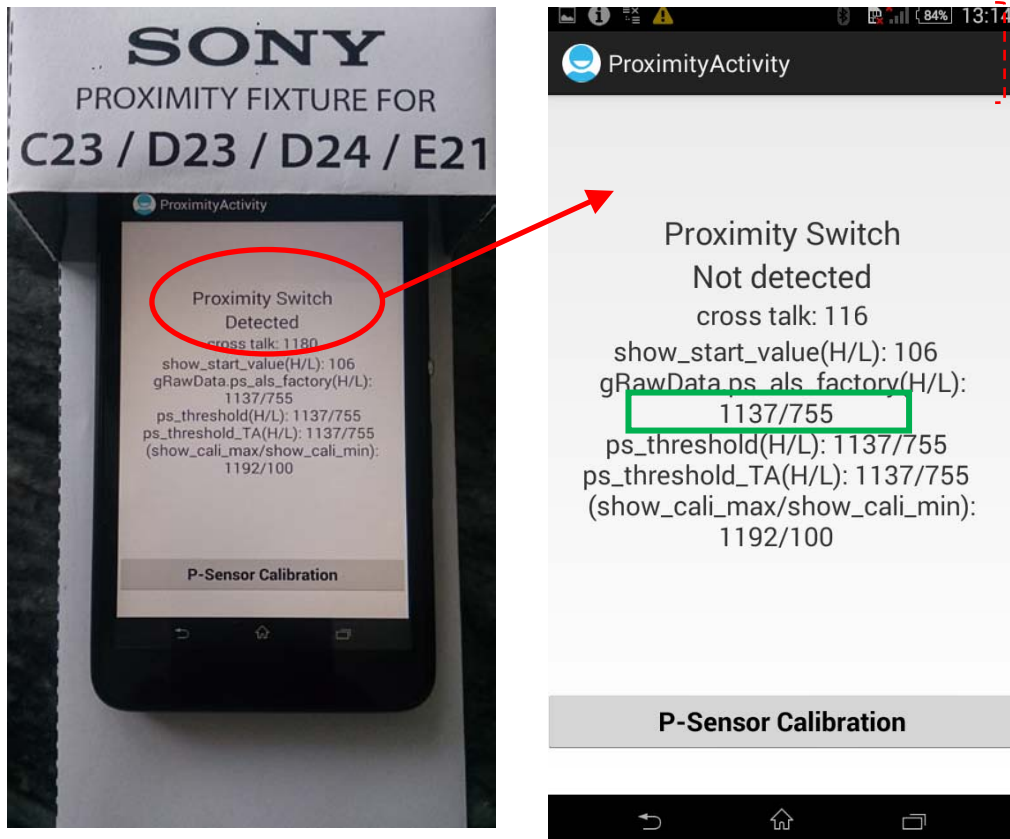 SONY
PROXIMITY FIXTURE FOR
C23 / D23 / D24 / E21
ProximityActivity
Proximity Switch
Detected
cross talk: 1180
show_start_value(H/L): 106
gRawData.ps_als_factory(H/L):
1137/755
ps_threshold(H/L): 1137/755
ps_threshold_TA(H/L): 1137/755
(show_cali_max/show_cali_min):
1192/100
P-Sensor Calibration
84% 13:14
ProximityActivity
Proximity Switch
Not detected
cross talk: 116
show_start_value(H/L): 106
gRawData.ps_als_factory(H/L):
1137/755
ps_threshold(H/L): 1137/755
ps_threshold_TA(H/L): 1137/755
(show_cali_max/show_cali_min):
1192/100
P-Sensor Calibration